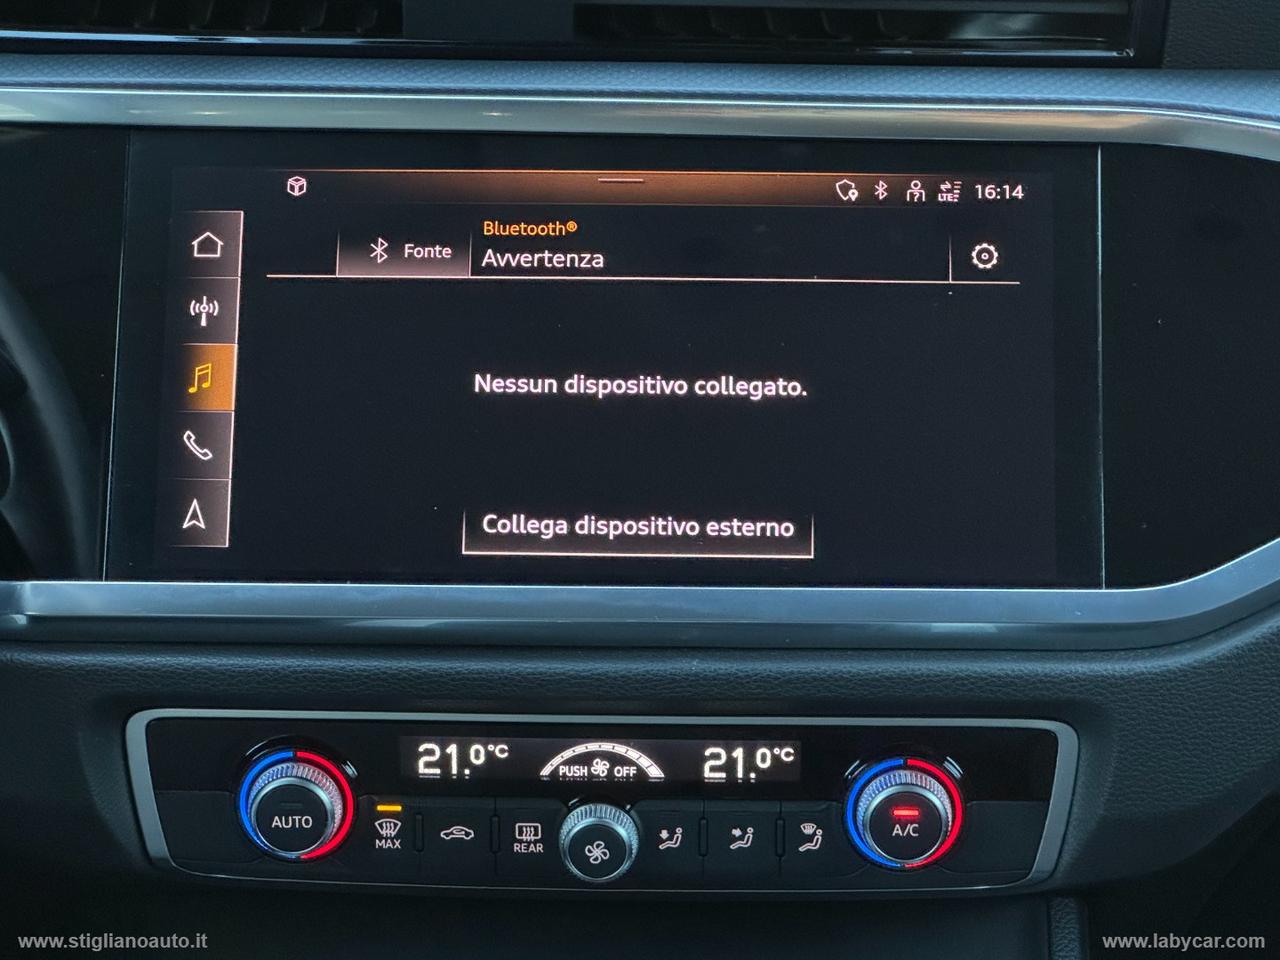 LTE
16:14
Bluetooth®
Fonte
Avvertenza
Nessun dispositivo collegato.
Collega dispositivo esterno
21.0°C
PUSH OFF
21.0°C
AUTO
MAX
REAR
A/C
www.stiglianoauto.it
www.labycar.com